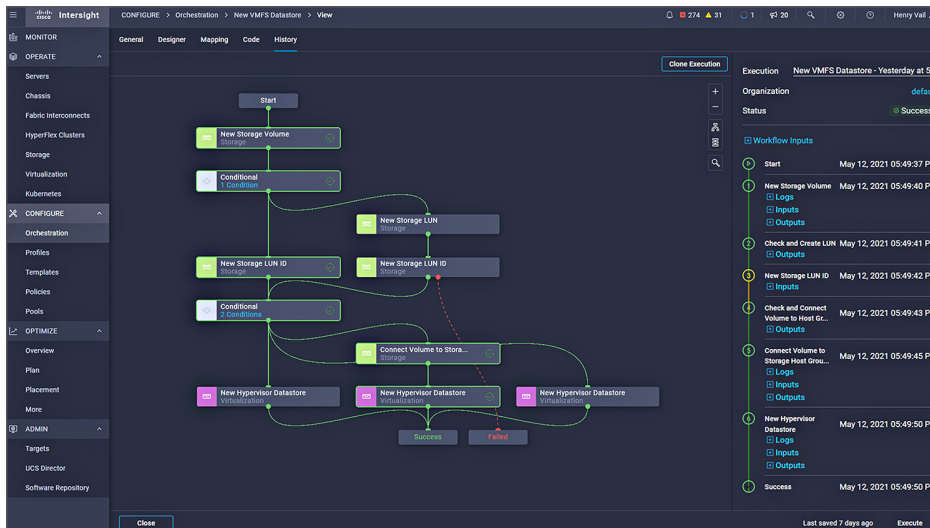 CISCO Intersight
CONFIGURE > Orchestration > New VMFS Datastore > View
274 31 1 20
Henry Vail
MONITOR
OPERATE
Servers
Chassis
Fabric Interconnects
HyperFlex Clusters
Storage
Virtualization
Kubernetes
CONFIGURE
Orchestration
Profiles
Templates
Policies
Pools
OPTIMIZE
Overview
Plan
Placement
More
ADMIN
Targets
UCS Director
Software Repository
General Designer Mapping Code History
Clone Execution
Start
New Storage Volume
Storage
Conditional
1 Condition
New Storage LUN
Storage
New Storage LUN ID
Storage
New Storage LUN ID
Storage
Conditional
2 Conditions
Connect Volume to Stora...
Storage
New Hypervisor Datastore
Virtualization
New Hypervisor Datastore
Virtualization
New Hypervisor Datastore
Virtualization
Success
Failed
Close
Execution New VMFS Datastore - Yesterday at 5
Organization defau
Status Success
Workflow Inputs
Start May 12, 2021 05:49:37 P
1 New Storage Volume May 12, 2021 05:49:40 P
Logs
Inputs
Outputs
2 Check and Create LUN May 12, 2021 05:49:41 P
Outputs
3 New Storage LUN ID May 12, 2021 05:49:42 P
Inputs
4 Check and Connect
Volume to Host Gr... May 12, 2021 05:49:43 P
Outputs
5 Connect Volume to
Storage Host Grou... May 12, 2021 05:49:45 P
Logs
Inputs
Outputs
6 New Hypervisor
Datastore May 12, 2021 05:49:50 P
Logs
Inputs
Outputs
Success May 12, 2021 05:49:50 P
Last saved 7 days ago Execute